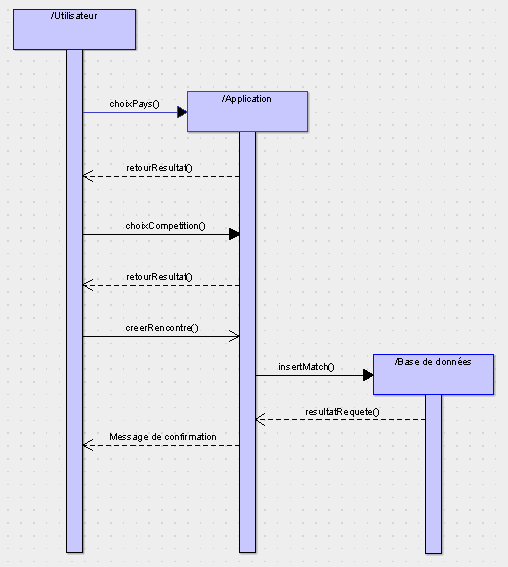 /Utilisateur
choixPays()
/Application
retourResultat()
choixCompetition()
retourResultat()
creerRencontre()
insertMatch()
/Base de données
resultatRequete()
Message de confirmation